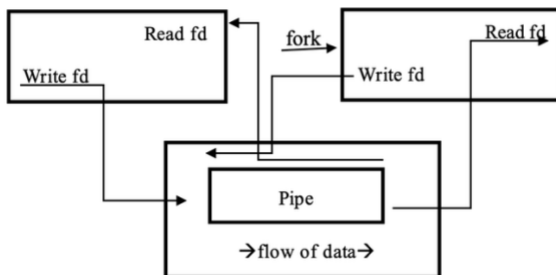 Read fd
Write fd
fork
Read fd
Write fd
Pipe
→flow of data→